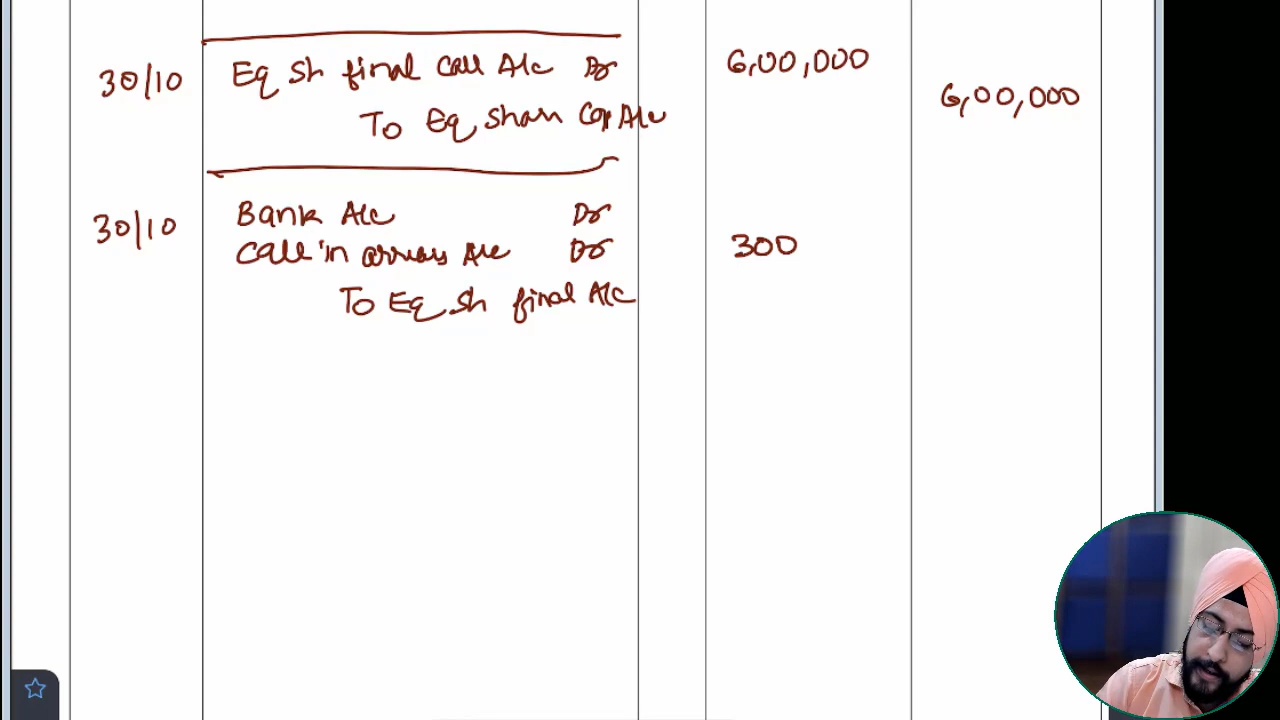 30/10 Eq Sh final Call A/c Dr 6,00,000
To Eq Share Cap A/c 6,00,000
30/10 Bank A/c Dr
Call in arrears A/c Dr 300
To Eq Sh final A/c